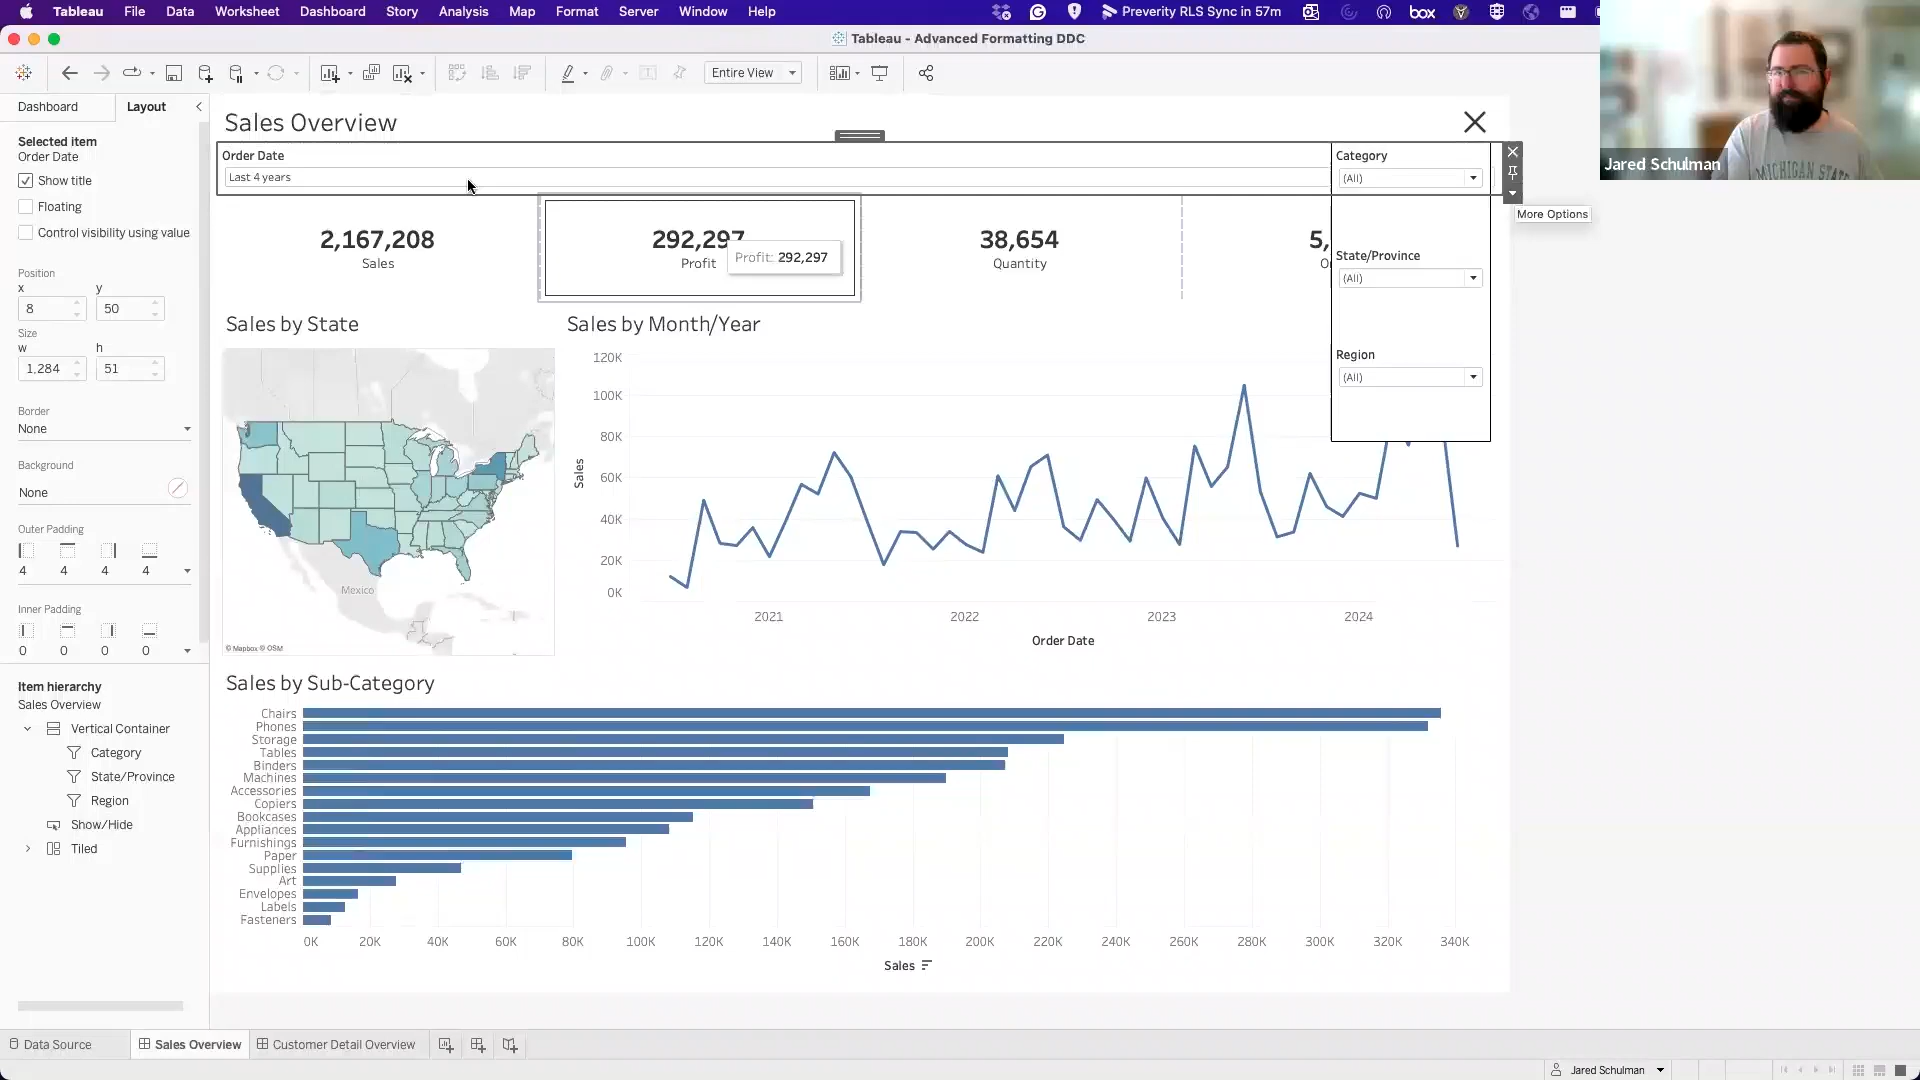 Tableau File Data Worksheet Dashboard Story Analysis Map Format Server Window Help
Preverity RLS Sync in 57m
box
Tableau - Advanced Formatting DDC
Entire View
Dashboard Layout
Selected item
Order Date
Show title
Floating
Control visibility using value
Position
x y
8 50
Size
w h
1,284 51
Border
None
Background
None
Outer Padding
4 4 4 4
Inner Padding
0 0 0 0
Item hierarchy
Sales Overview
Vertical Container
Category
State/Province
Region
Show/Hide
Tiled
Sales Overview
Order Date
Last 4 years
Category
(All)
State/Province
(All)
Region
(All)
More Options
2,167,208
Sales
292,297
Profit
Profit: 292,297
38,654
Quantity
5,
Sales by State
Mexico
© Mapbox © OSM
Sales by Month/Year
120K
100K
80K
60K
40K
20K
0K
Sales
2021 2022 2023 2024
Order Date
Sales by Sub-Category
Chairs
Phones
Storage
Tables
Binders
Machines
Accessories
Copiers
Bookcases
Appliances
Furnishings
Paper
Supplies
Art
Envelopes
Labels
Fasteners
0K 20K 40K 60K 80K 100K 120K 140K 160K 180K 200K 220K 240K 260K 280K 300K 320K 340K
Sales
Jared Schulman
MICHIGAN STATE
Data Source Sales Overview Customer Detail Overview
Jared Schulman